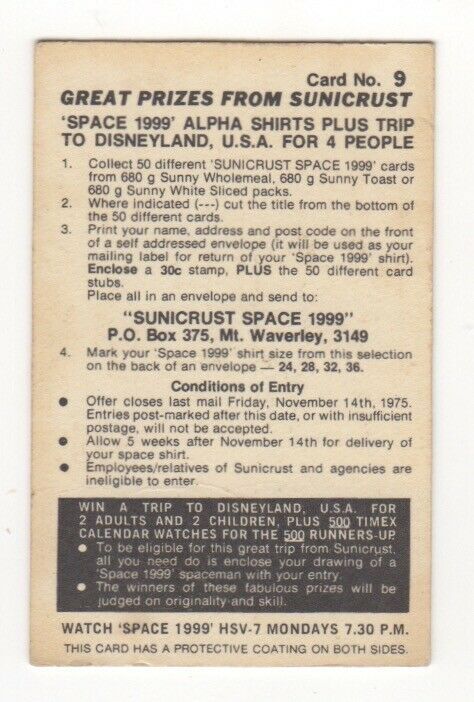 Card No. 9
GREAT PRIZES FROM SUNICRUST
'SPACE 1999' ALPHA SHIRTS PLUS TRIP
TO DISNEYLAND, U.S.A. FOR 4 PEOPLE
1. Collect 50 different 'SUNICRUST SPACE 1999' cards
from 680 g Sunny Wholemeal, 680 g Sunny Toast or
680 g Sunny White Sliced packs.
2. Where indicated (---) cut the title from the bottom of
the 50 different cards.
3. Print your name, address and post code on the front
of a self addressed envelope (it will be used as your
mailing label for return of your 'Space 1999' shirt).
Enclose a 30c stamp, PLUS the 50 different card
stubs.
Place all in an envelope and send to:
"SUNICRUST SPACE 1999"
P.O. Box 375, Mt. Waverley, 3149
4. Mark your 'Space 1999' shirt size from this selection
on the back of an envelope — 24, 28, 32, 36.
Conditions of Entry
● Offer closes last mail Friday, November 14th, 1975.
Entries post-marked after this date, or with insufficient
postage, will not be accepted.
● Allow 5 weeks after November 14th for delivery of
your space shirt.
● Employees/relatives of Sunicrust and agencies are
ineligible to enter.
WIN A TRIP TO DISNEYLAND, U.S.A. FOR
2 ADULTS AND 2 CHILDREN, PLUS 500 TIMEX
CALENDAR WATCHES FOR THE 500 RUNNERS-UP.
● To be eligible for this great trip from Sunicrust,
all you need do is enclose your drawing of a
'Space 1999' spaceman with your entry.
● The winners of these fabulous prizes will be
judged on originality and skill.
WATCH 'SPACE 1999' HSV-7 MONDAYS 7.30 P.M.
THIS CARD HAS A PROTECTIVE COATING ON BOTH SIDES.